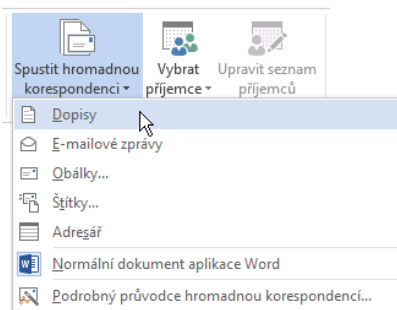 Spustit hromadnou Vybrat Upravit seznam
korespondenci příjemce příjemců
Dopisy
E-mailové zprávy
Obálky...
Štítky...
Adresář
Normální dokument aplikace Word
Podrobný průvodce hromadnou korespondencí...